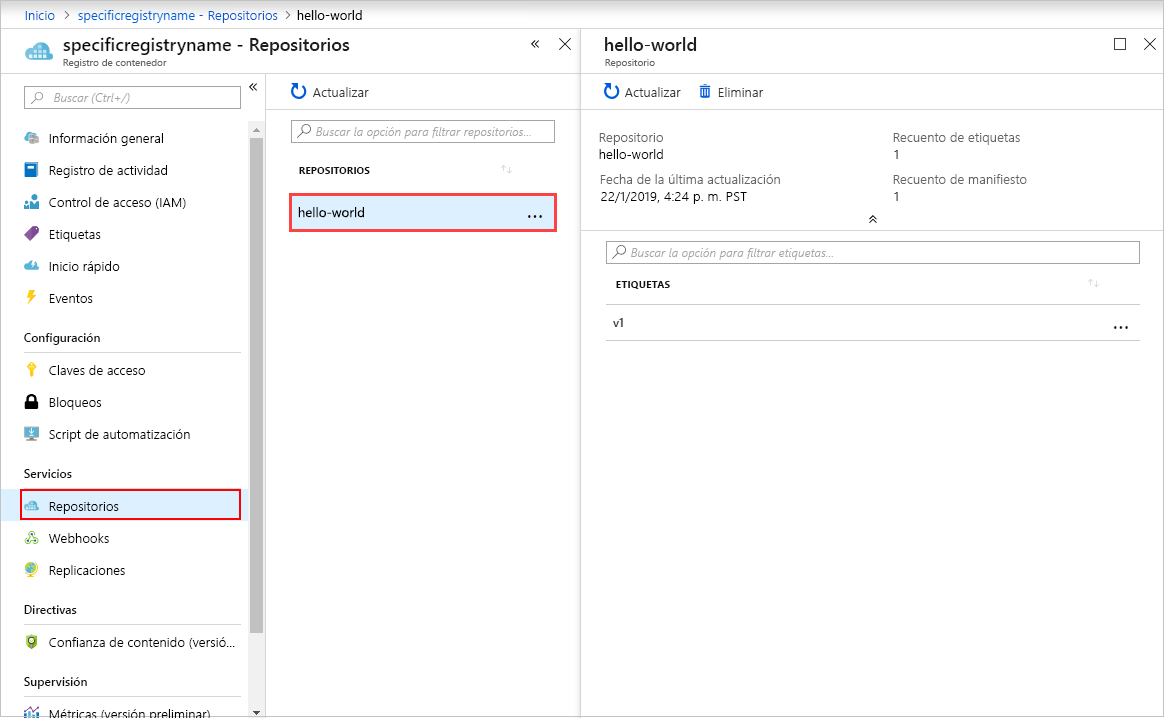 Inicio > specificregistryname - Repositorios > hello-world
specificregistryname - Repositorios
Registro de contenedor
Buscar (Ctrl+/)
Información general
Registro de actividad
Control de acceso (IAM)
Etiquetas
Inicio rápido
Eventos
Configuración
Claves de acceso
Bloqueos
Script de automatización
Servicios
Repositorios
Webhooks
Replicaciones
Directivas
Confianza de contenido (versió...
Supervisión
Métricas (versión preliminar)
Actualizar
Buscar la opción para filtrar repositorios...
REPOSITORIOS
hello-world ...
hello-world
Repositorio
Actualizar Eliminar
Repositorio
hello-world
Recuento de etiquetas
1
Fecha de la última actualización
22/1/2019, 4:24 p. m. PST
Recuento de manifiesto
1
Buscar la opción para filtrar etiquetas...
ETIQUETAS
v1 ...